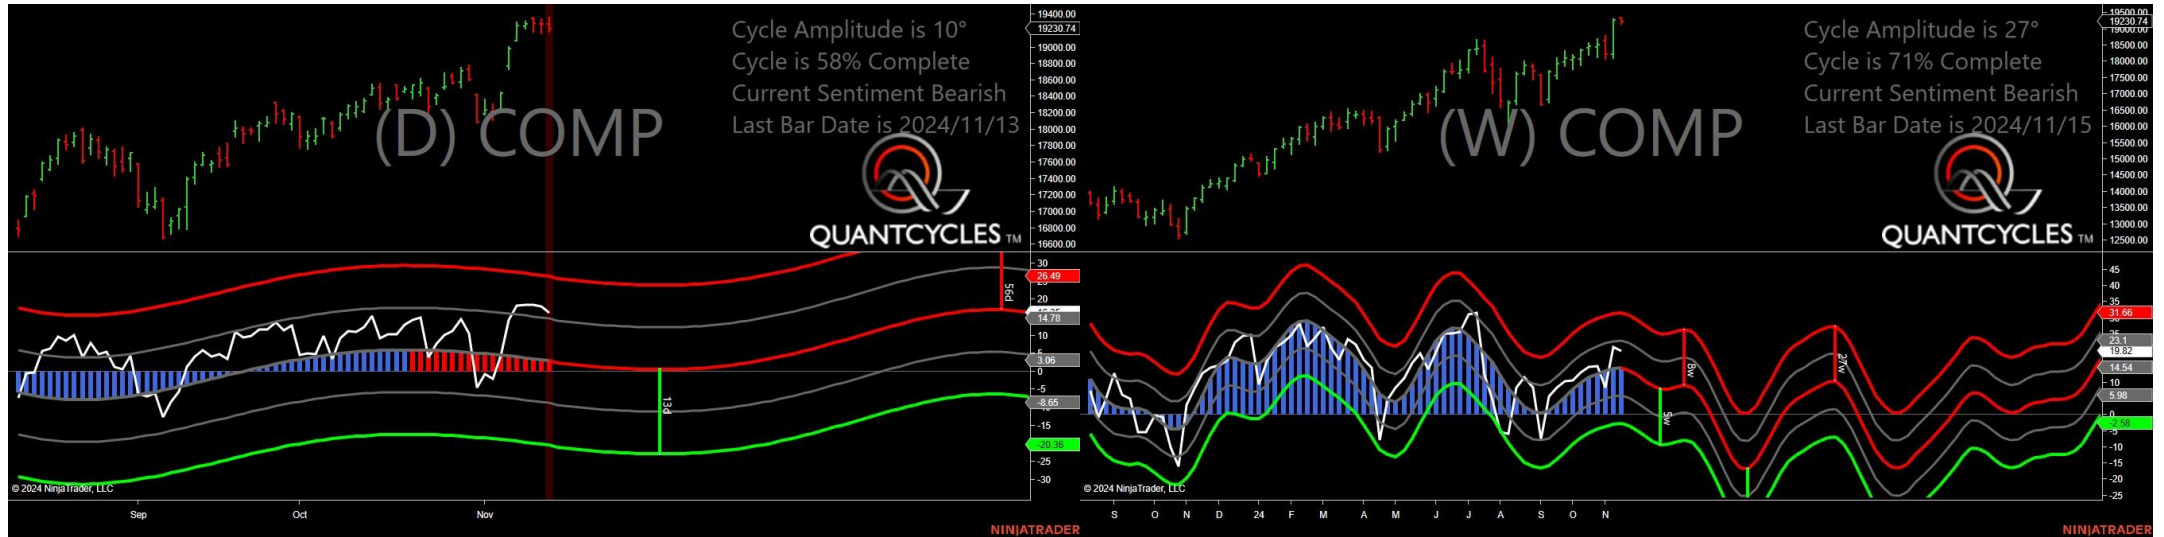 Cycle Amplitude is 10°
Cycle is 58% Complete
Current Sentiment Bearish
Last Bar Date is 2024/11/13
(D) COMP
QUANTCYCLES TM
19400.00
19230.74
19000.00
18800.00
18600.00
18400.00
18200.00
18000.00
17800.00
17600.00
17400.00
17200.00
17000.00
16800.00
16600.00
30
26.49
20
14.78
10
3.06
0
-5
-8.65
-15
-20.36
-25
-30
56d
13d
© 2024 NinjaTrader, LLC
Sep Oct Nov
NINJATRADER
Cycle Amplitude is 27°
Cycle is 71% Complete
Current Sentiment Bearish
Last Bar Date is 2024/11/15
(W) COMP
QUANTCYCLES TM
19500.00
19230.74
19000.00
18500.00
18000.00
17500.00
17000.00
16500.00
16000.00
15500.00
15000.00
14500.00
14000.00
13500.00
13000.00
12500.00
45
40
35
31.66
23.1
19.82
14.54
10
5.98
0
-2.58
-10
-15
-20
-25
5w
27w
© 2024 NinjaTrader, LLC
S O N D 24 F M A M J J A S O N
NINJATRADER